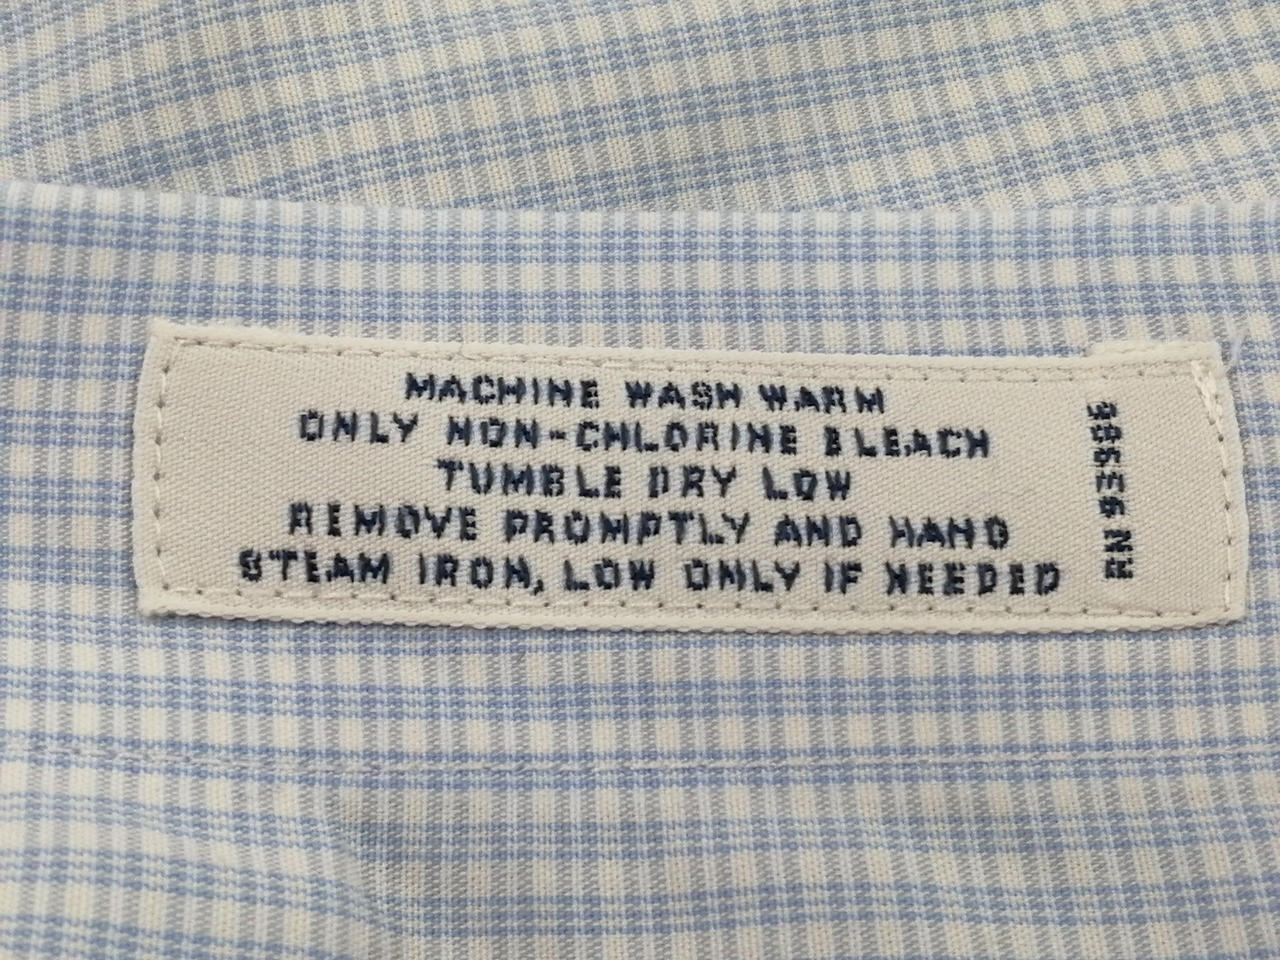 MACHINE WASH WARM
ONLY NON-CHLORINE BLEACH
TUMBLE DRY LOW
REMOVE PROMPTLY AND HANG
STEAM IRON, LOW ONLY IF NEEDED
RN